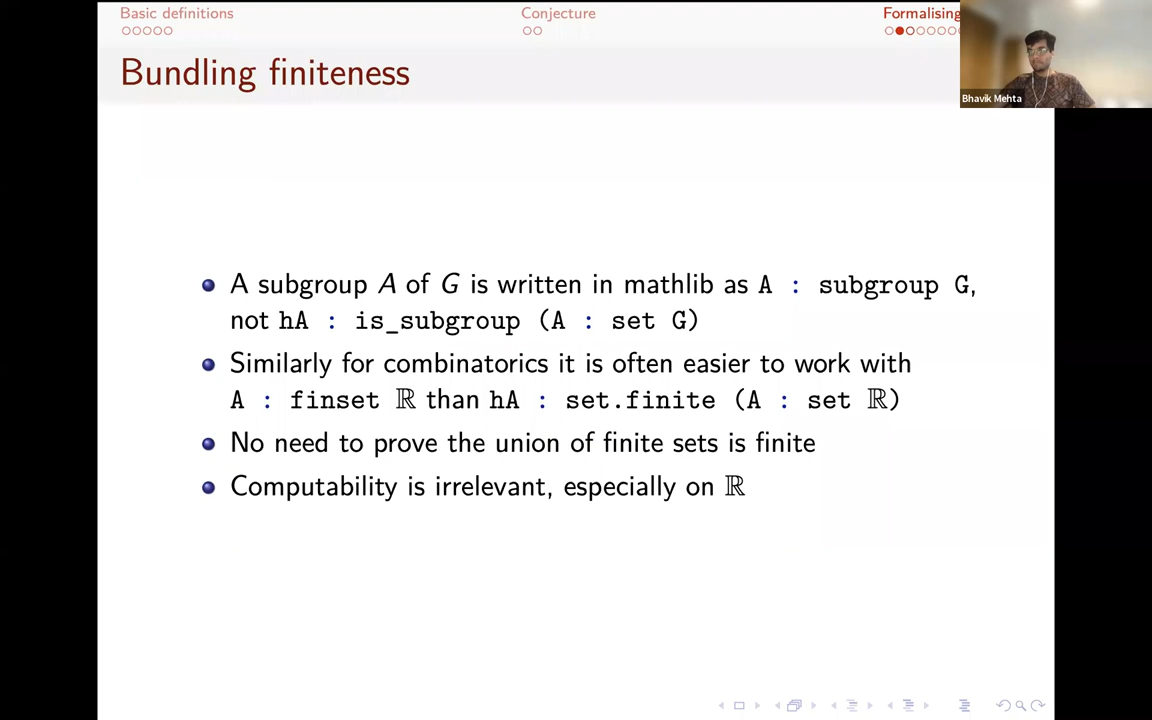 Basic definitions
Conjecture
Formalising
Bhavik Mehta
Bundling finiteness
A subgroup A of G is written in mathlib as A : subgroup G,
not hA : is_subgroup (A : set G)
Similarly for combinatorics it is often easier to work with
A : finset ℝ than hA : set.finite (A : set ℝ)
No need to prove the union of finite sets is finite
Computability is irrelevant, especially on ℝ